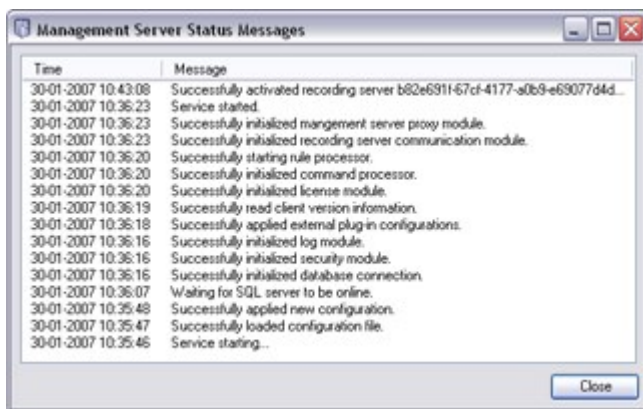 Management Server Status Messages
Time Message
30-01-2007 10:43:08 Successfully activated recording server b82e691f-67cf-4177-a0b9-e69077d4d...
30-01-2007 10:36:23 Service started.
30-01-2007 10:36:23 Successfully initialized mangement server proxy module.
30-01-2007 10:36:23 Successfully initialized recording server communication module.
30-01-2007 10:36:20 Successfully starting rule processor.
30-01-2007 10:36:20 Successfully initialized command processor.
30-01-2007 10:36:20 Successfully initialized license module.
30-01-2007 10:36:19 Successfully read client version information.
30-01-2007 10:36:18 Successfully applied external plug-in configurations.
30-01-2007 10:36:16 Successfully initialized log module.
30-01-2007 10:36:16 Successfully initialized security module.
30-01-2007 10:36:16 Successfully initialized database connection.
30-01-2007 10:36:07 Waiting for SQL server to be online.
30-01-2007 10:35:48 Successfully applied new configuration.
30-01-2007 10:35:47 Successfully loaded configuration file.
30-01-2007 10:35:46 Service starting...
Close